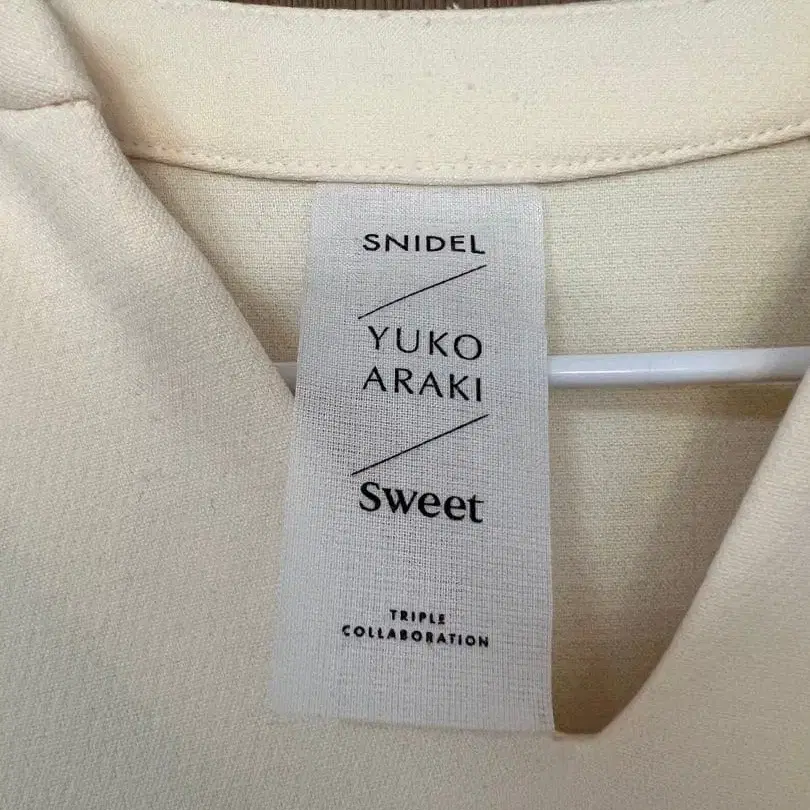 SNIDEL
YUKO
ARAKI
Sweet
TRIPLE
COLLABORATION